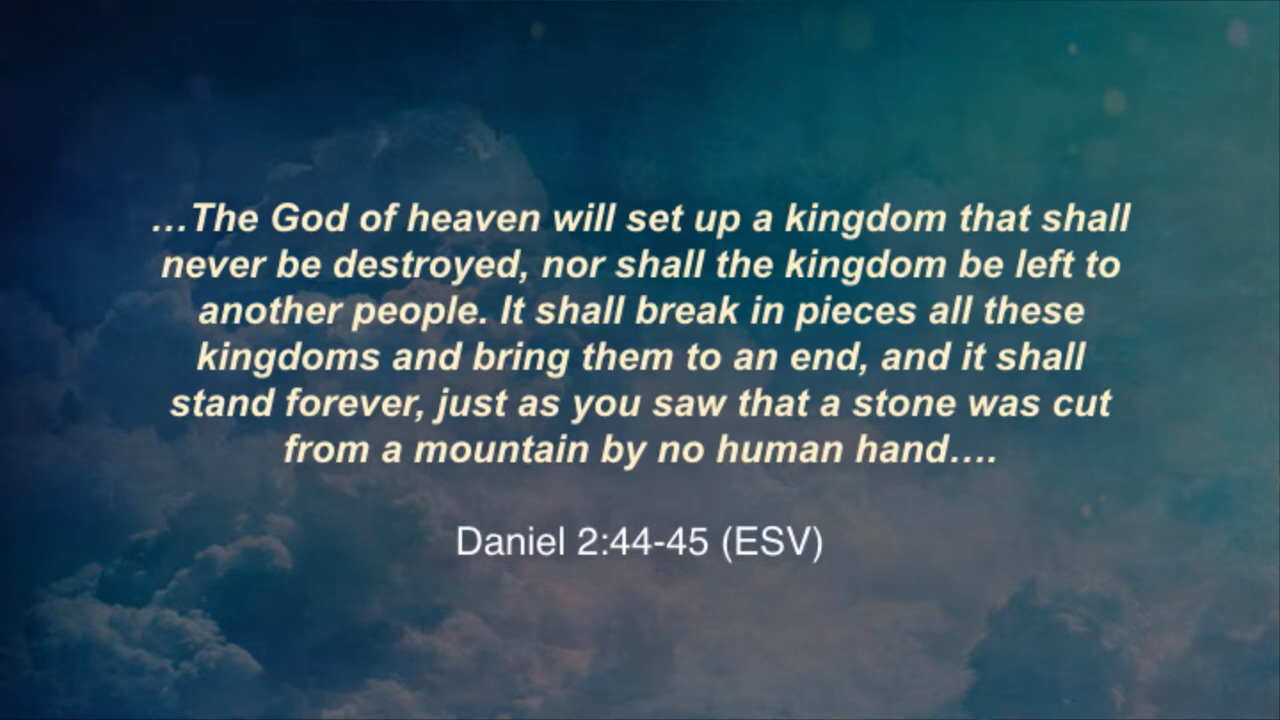 …The God of heaven will set up a kingdom that shall
never be destroyed, nor shall the kingdom be left to
another people. It shall break in pieces all these
kingdoms and bring them to an end, and it shall
stand forever, just as you saw that a stone was cut
from a mountain by no human hand….
Daniel 2:44-45 (ESV)